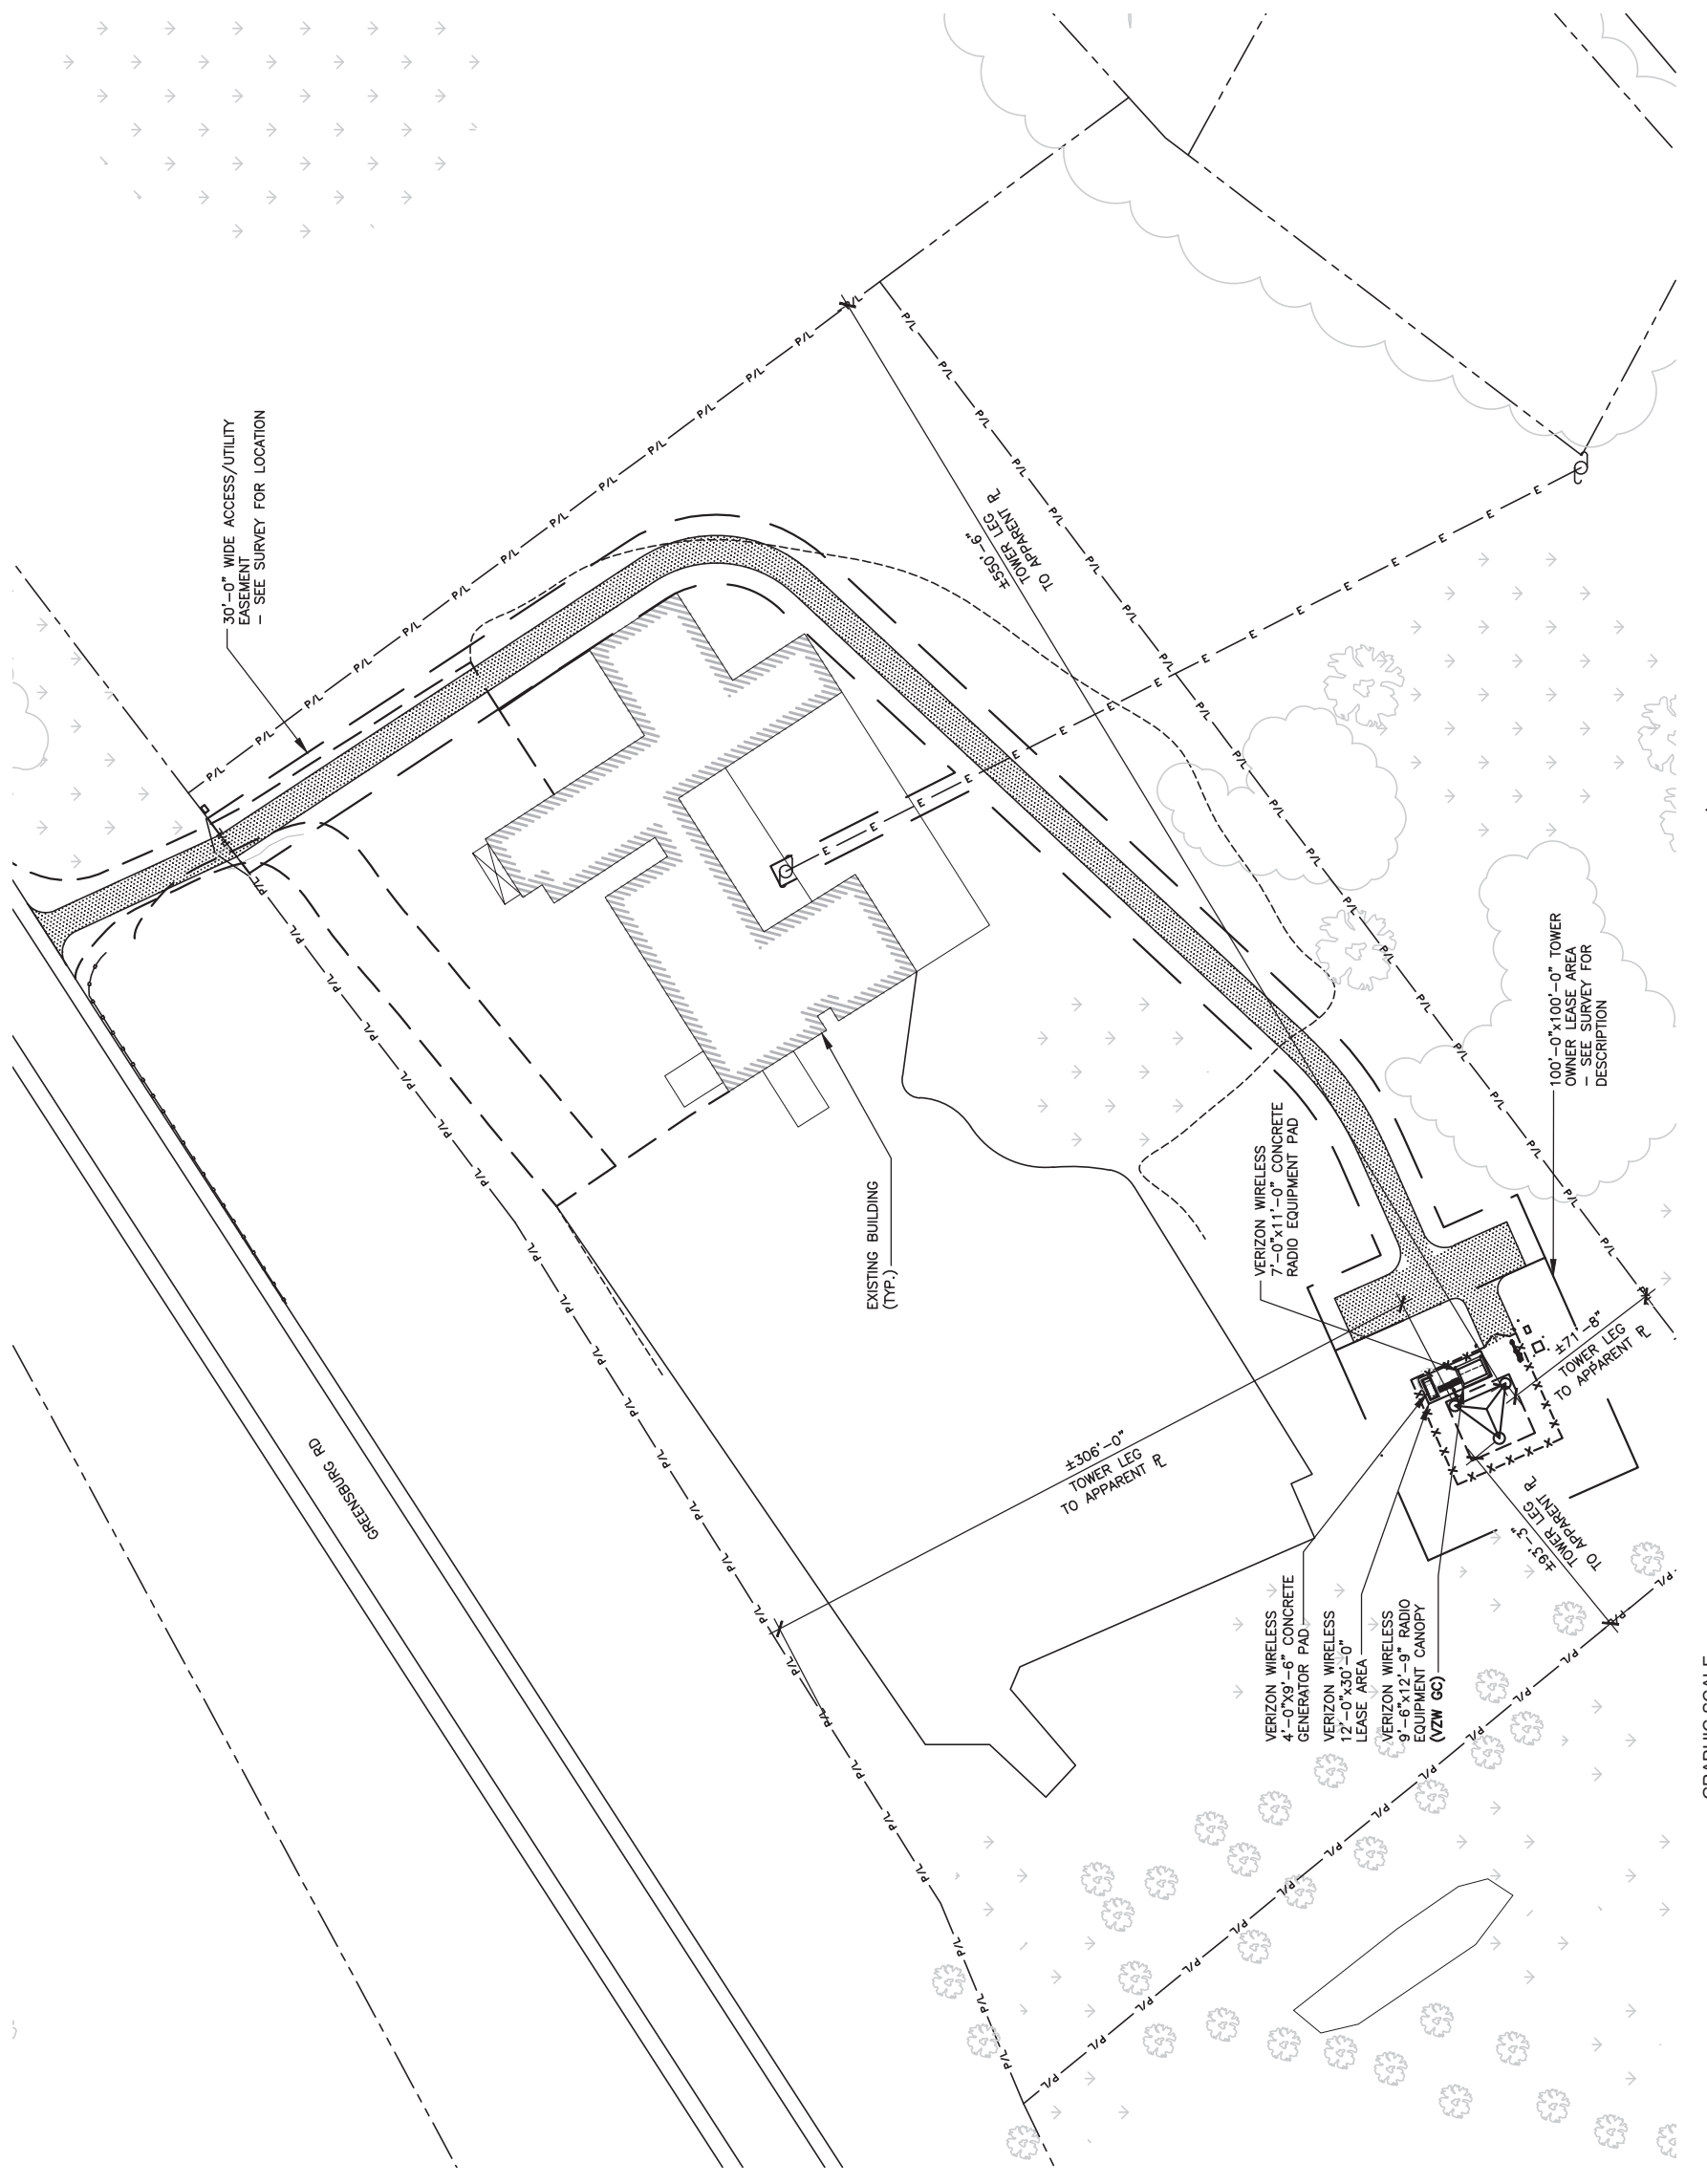 30'-0" WIDE ACCESS/UTILITY
EASEMENT
- SEE SURVEY FOR LOCATION
±550'-6"
TOWER LEG
TO APPARENT ℞
GREENSBURG RD
EXISTING BUILDING
(TYP.)
VERIZON WIRELESS
7'-0"x11'-0" CONCRETE
RADIO EQUIPMENT PAD
100'-0"x100'-0" TOWER
OWNER LEASE AREA
- SEE SURVEY FOR
DESCRIPTION
±306'-0"
TOWER LEG
TO APPARENT ℞
±71'-8"
TOWER LEG
TO APPARENT ℞
±93'-3"
TOWER LEG
TO APPARENT ℞
VERIZON WIRELESS
4'-0"X9'-6" CONCRETE
GENERATOR PAD
VERIZON WIRELESS
12'-0"x30'-0"
LEASE AREA
VERIZON WIRELESS
9'-6"x12'-9" RADIO
EQUIPMENT CANOPY
(VZW GC)
P/L
E